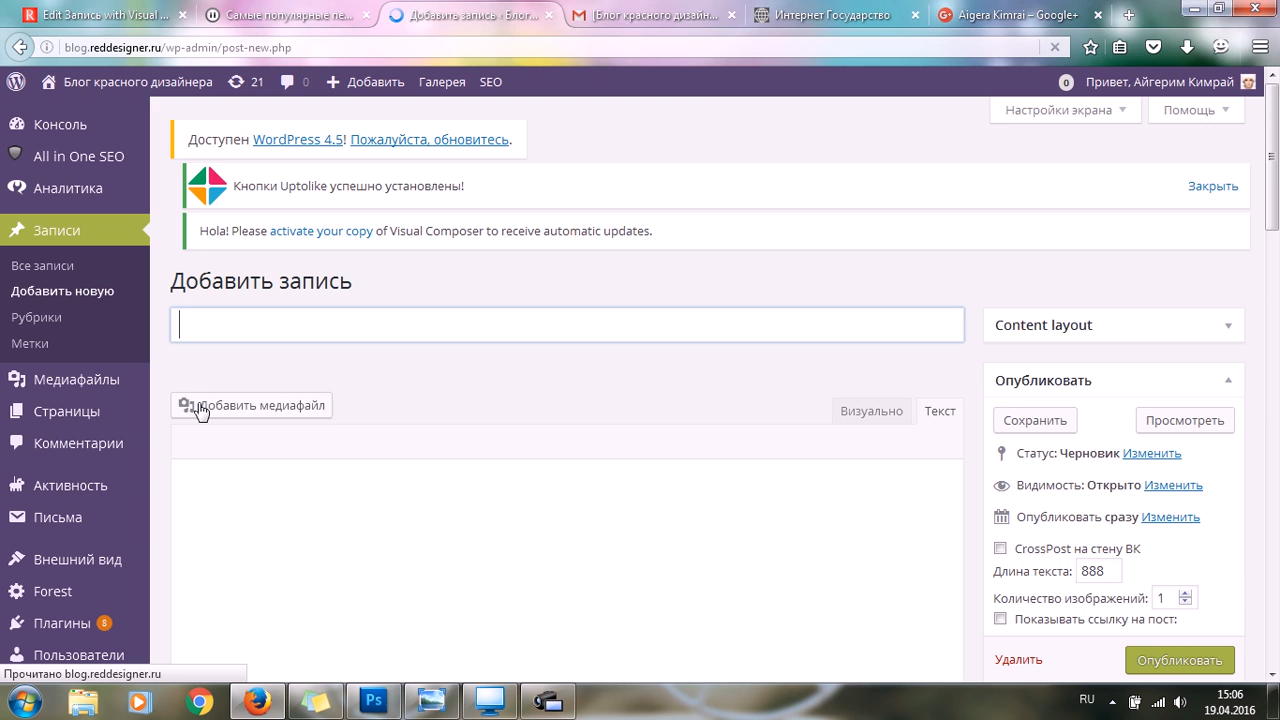 Edit Записать with Visual ...
Самые популярные пе...
Добавить запись ‹ Блог...
[Блог красного дизайн...
Интернет Государство
Aigera Kimrai – Google+
blog.reddesigner.ru/wp-admin/post-new.php
Блог красного дизайнера
21
0
Добавить
Галерея
SEO
0
Привет, Айгерим Кимрай
Консоль
All in One SEO
Аналитика
Записи
Все записи
Добавить новую
Рубрики
Метки
Медиафайлы
Страницы
Комментарии
Активность
Письма
Внешний вид
Forest
Плагины 8
Пользователи
Настройки экрана
Помощь
Доступен WordPress 4.5! Пожалуйста, обновитесь.
Кнопки Uptolike успешно установлены!
Закрыть
Hola! Please activate your copy of Visual Composer to receive automatic updates.
Добавить запись
Добавить медиафайл
Визуально
Текст
Content layout
Опубликовать
Сохранить
Просмотреть
Статус: Черновик Изменить
Видимость: Открыто Изменить
Опубликовать сразу Изменить
CrossPost на стену ВК
Длина текста: 888
Количество изображений: 1
Показывать ссылку на пост:
Удалить
Опубликовать
Прочитано blog.reddesigner.ru
Ps
RU
15:06
19.04.2016